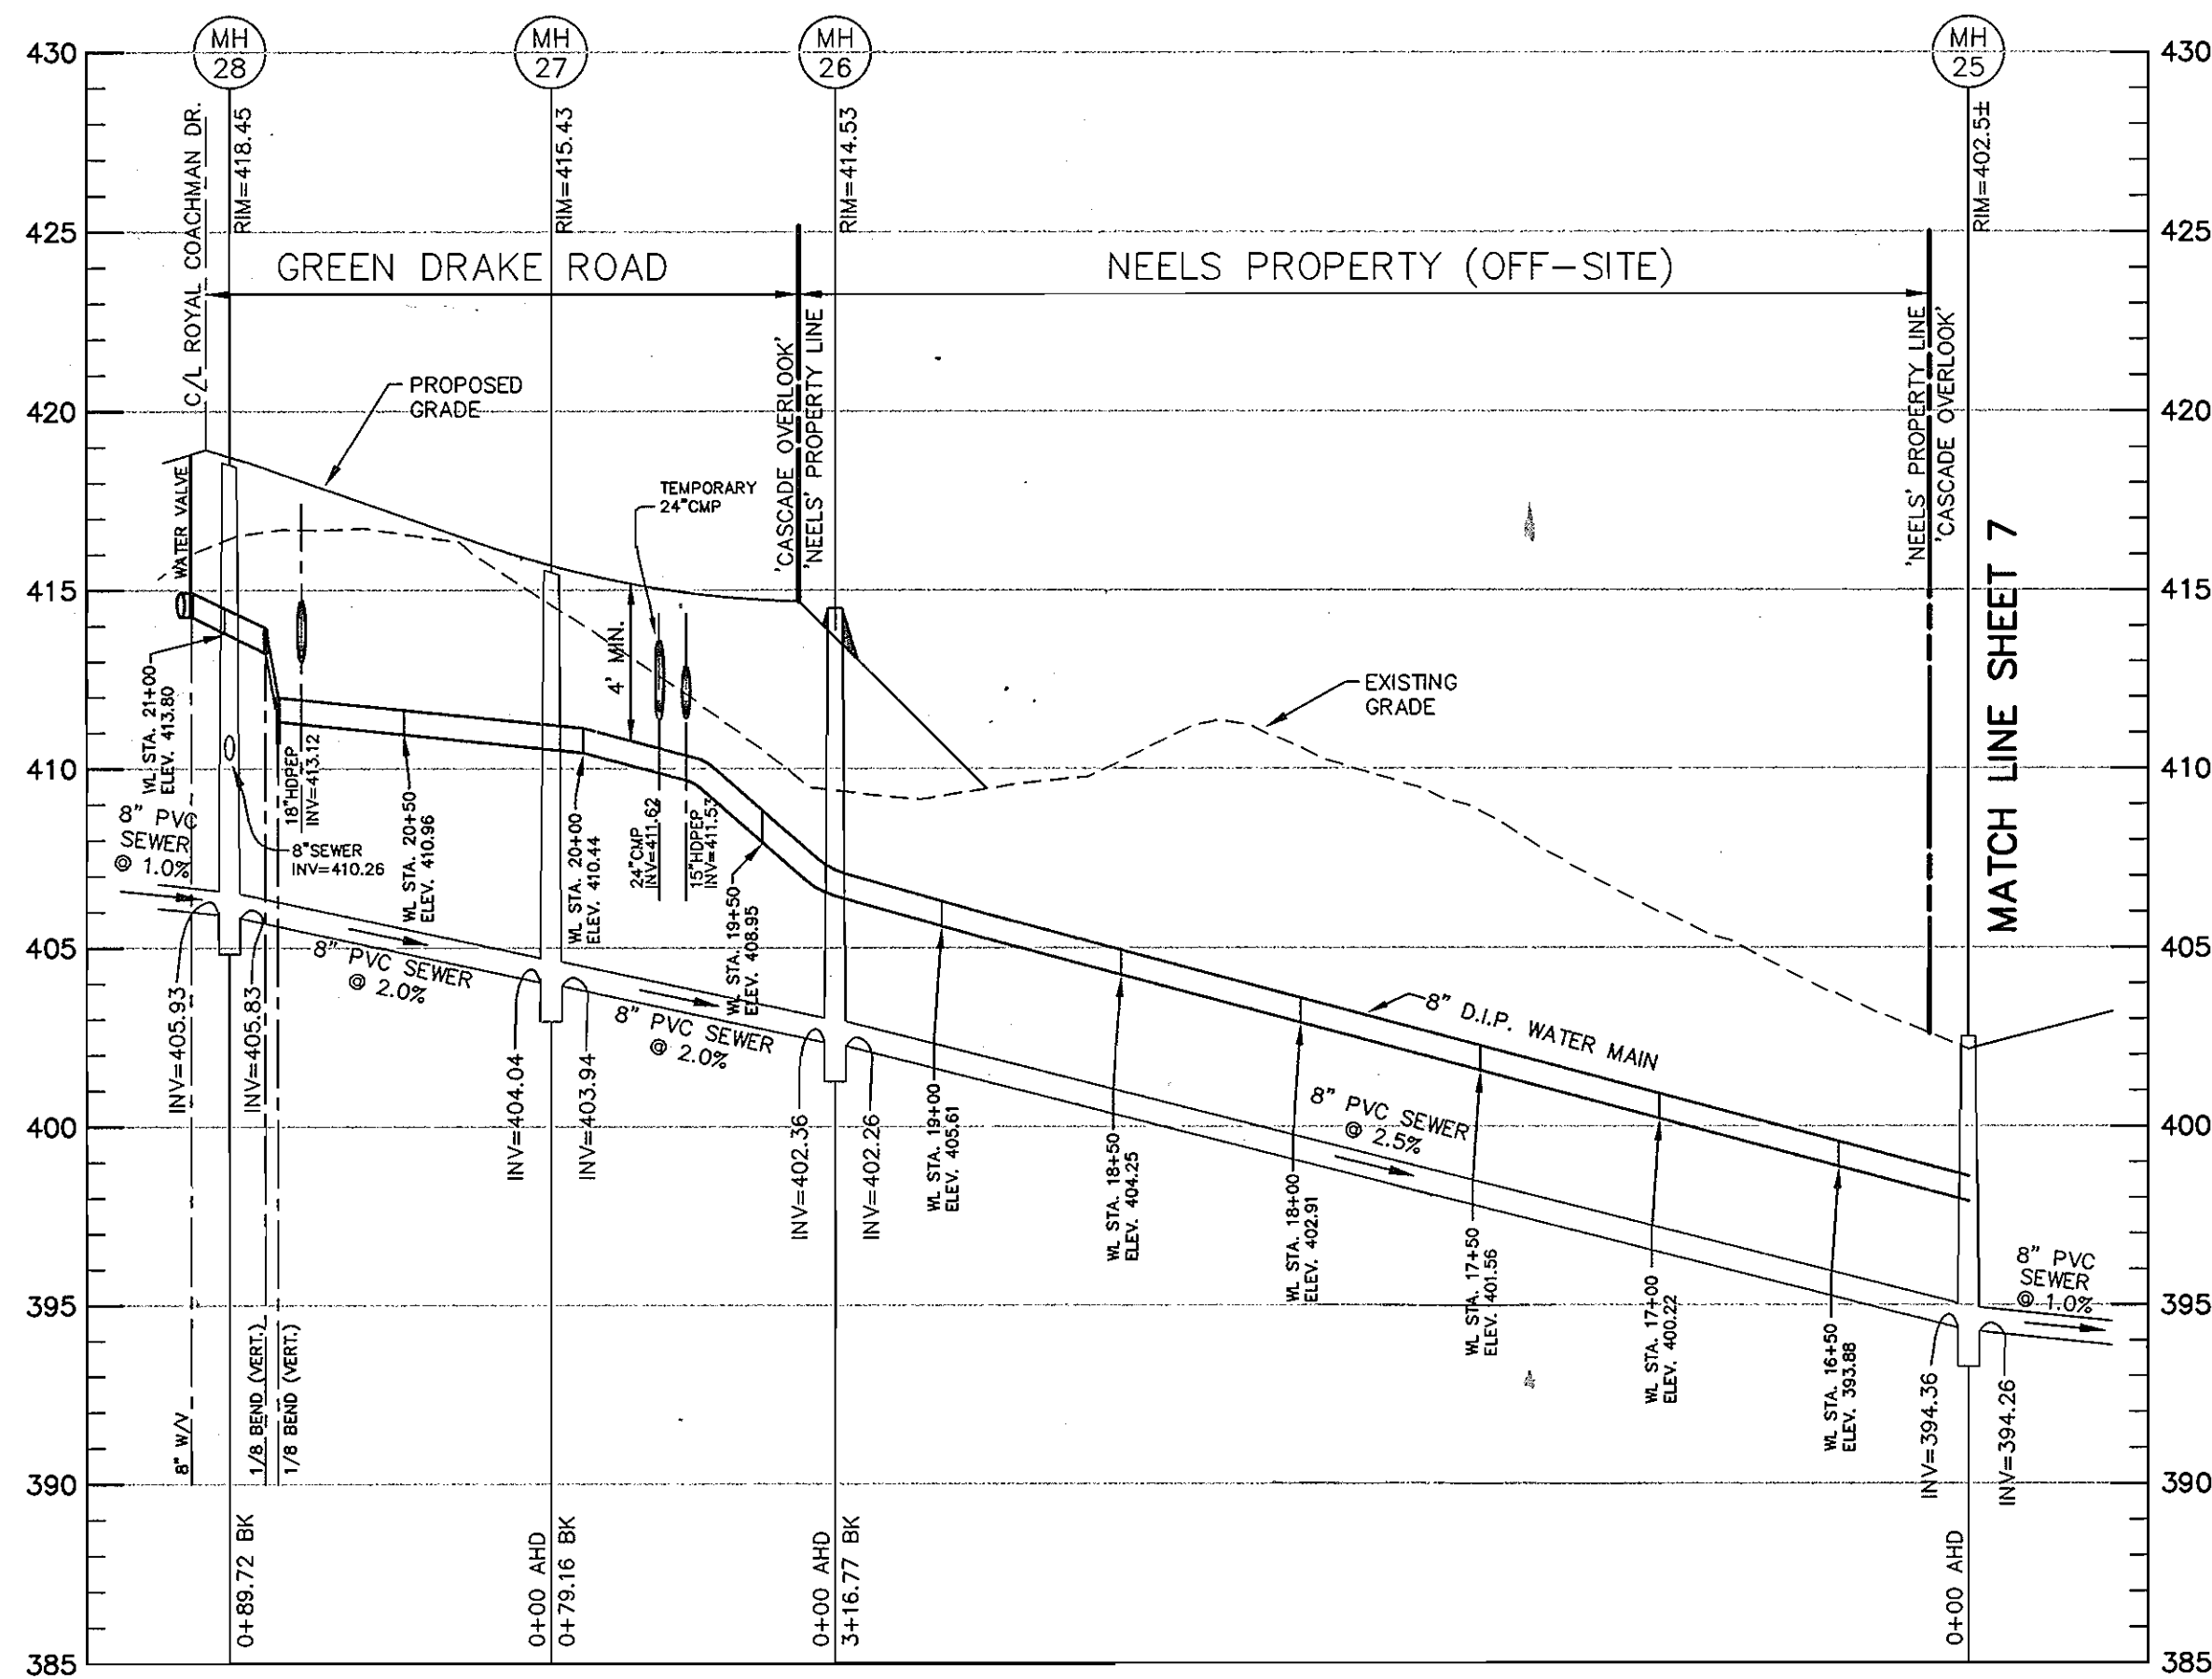 430
425
420
415
410
405
400
395
390
385
MH
28
MH
27
MH
26
MH
25
430
425
420
415
410
405
400
395
390
385
C/L ROYAL COACHMAN DR.
RIM=418.45
RIM=415.43
RIM=414.53
RIM=402.5±
GREEN DRAKE ROAD
NEELS PROPERTY (OFF-SITE)
PROPOSED
GRADE
'CASCADE OVERLOOK'
'NEELS' PROPERTY LINE
'NEELS' PROPERTY LINE
'CASCADE OVERLOOK'
MATCH LINE SHEET 7
WATER VALVE
TEMPORARY
24"CMP
4' MIN.
EXISTING
GRADE
WL STA. 21+00
ELEV. 413.80
18"HDPEP
INV=413.12
8"SEWER
INV=410.26
8" PVC
SEWER
@ 1.0%
WL STA. 20+50
ELEV. 410.96
WL STA. 20+00
ELEV. 410.44
24"CMP
INV=411.62
15"HDPEP
INV=411.53
WL STA. 19+50
ELEV. 408.95
8" PVC SEWER
@ 2.0%
8" PVC SEWER
@ 2.0%
8" D.I.P. WATER MAIN
8" PVC SEWER
@ 2.5%
8" PVC
SEWER
@ 1.0%
INV=405.93
INV=405.83
INV=404.04
INV=403.94
INV=402.36
INV=402.26
WL STA. 19+00
ELEV. 405.61
WL STA. 18+50
ELEV. 404.25
WL STA. 18+00
ELEV. 402.91
WL STA. 17+50
ELEV. 401.56
WL STA. 17+00
ELEV. 400.22
WL STA. 16+50
ELEV. 393.88
INV=394.36
INV=394.26
8" W/V
1/8 BEND (VERT.)
1/8 BEND (VERT.)
0+89.72 BK
0+00 AHD
0+79.16 BK
0+00 AHD
3+16.77 BK
0+00 AHD